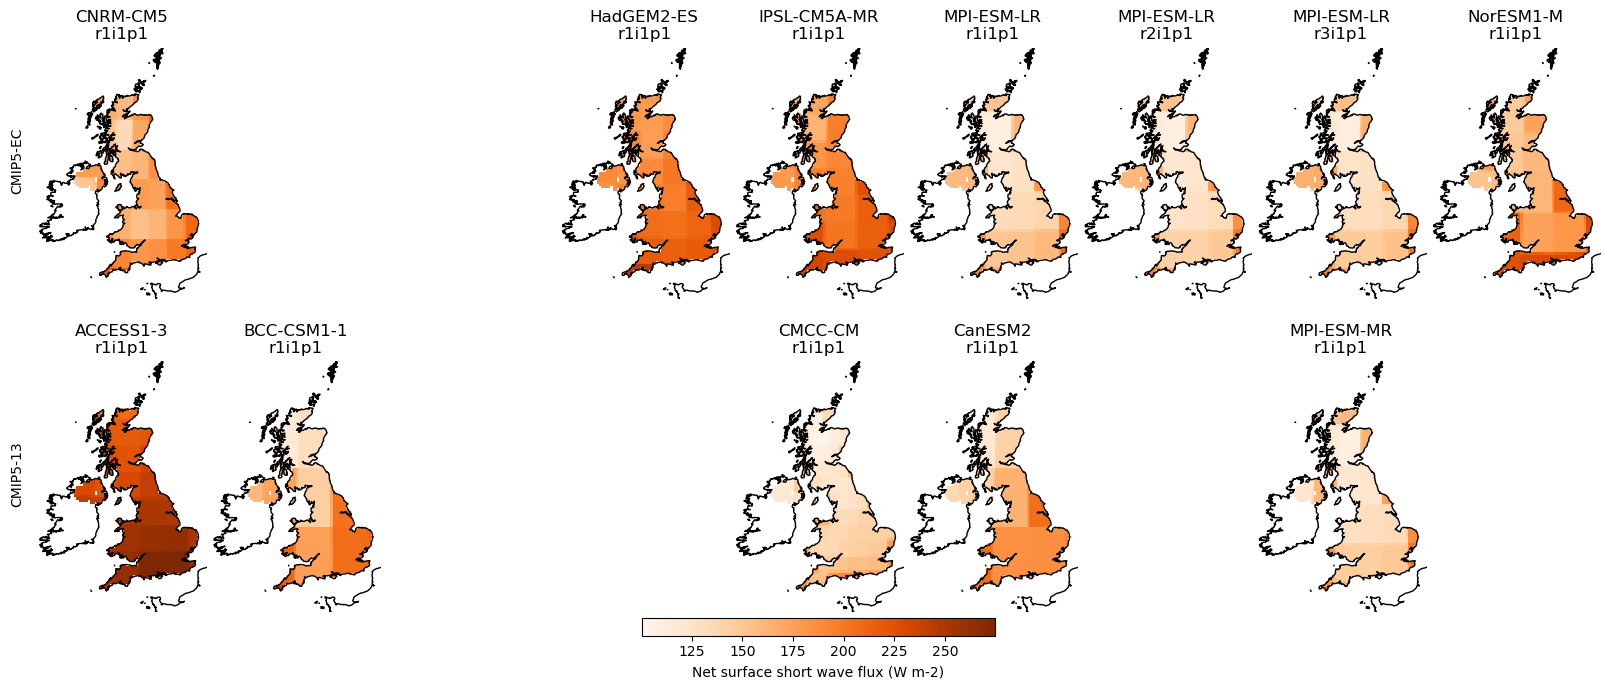 CNRM-CM5
r1i1p1
HadGEM2-ES
r1i1p1
IPSL-CM5A-MR
r1i1p1
MPI-ESM-LR
r1i1p1
MPI-ESM-LR
r2i1p1
MPI-ESM-LR
r3i1p1
NorESM1-M
r1i1p1
CMIP5-EC
ACCESS1-3
r1i1p1
BCC-CSM1-1
r1i1p1
CMCC-CM
r1i1p1
CanESM2
r1i1p1
MPI-ESM-MR
r1i1p1
CMIP5-13
125 150 175 200 225 250
Net surface short wave flux (W m-2)